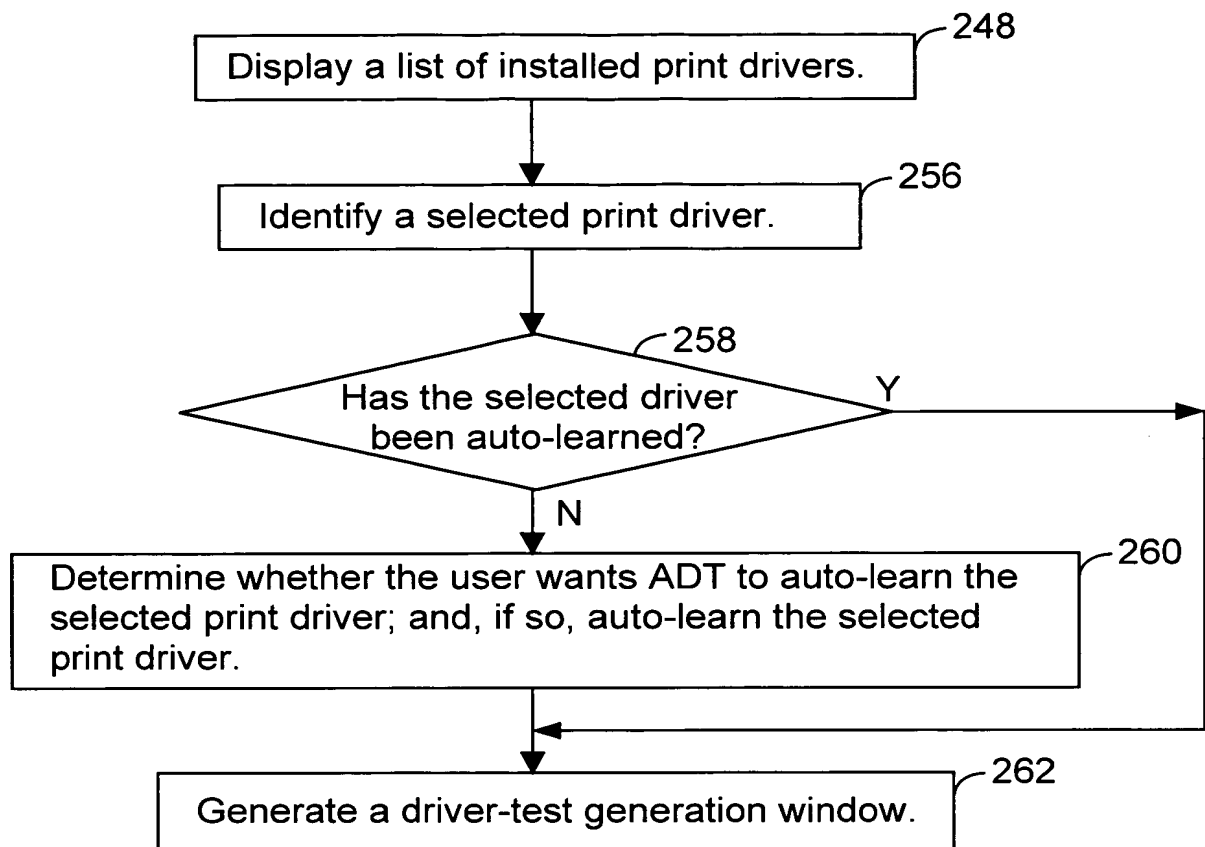 248
Display a list of installed print drivers.
256
Identify a selected print driver.
258
Has the selected driver
been auto-learned?
Y
N
260
Determine whether the user wants ADT to auto-learn the
selected print driver; and, if so, auto-learn the selected
print driver.
262
Generate a driver-test generation window.